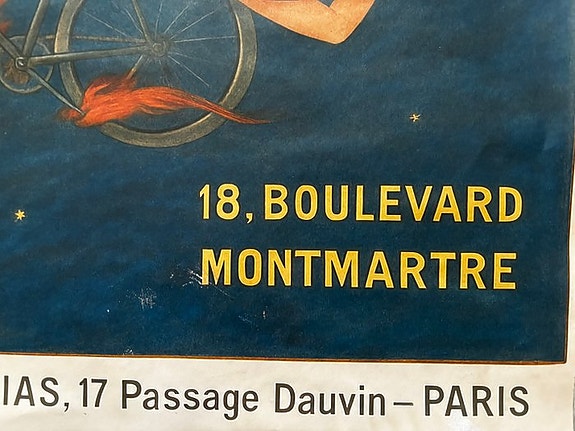 18, BOULEVARD
MONTMARTRE
IAS, 17 Passage Dauvin – PARIS